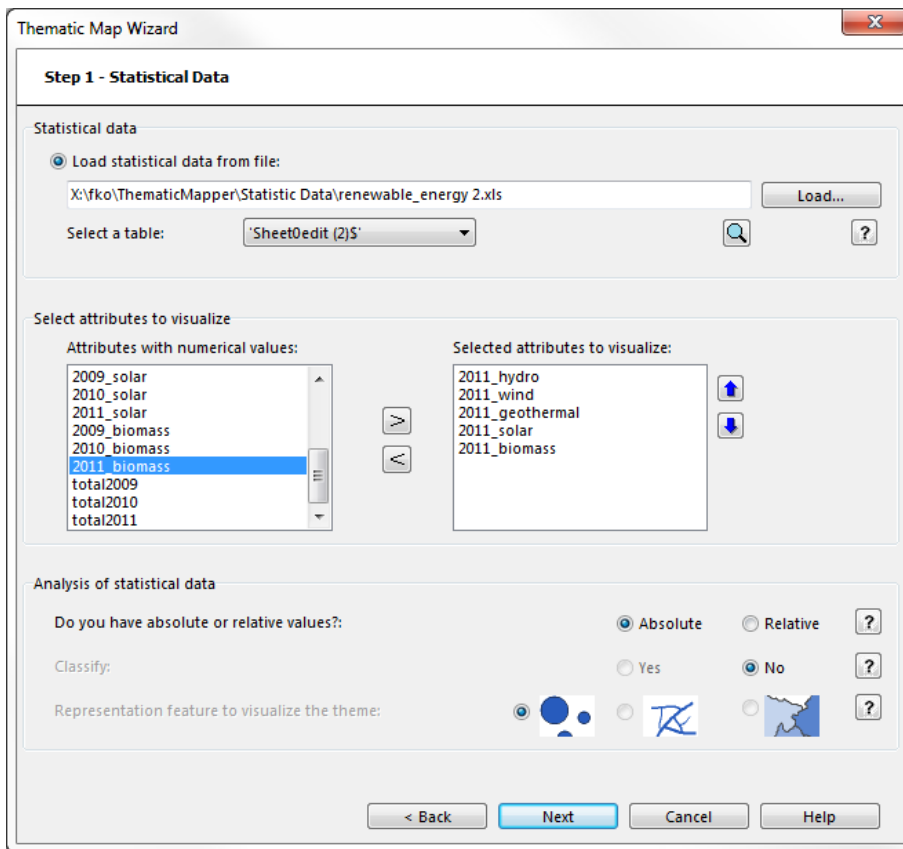 Thematic Map Wizard
Step 1 - Statistical Data
Statistical data
Load statistical data from file:
X:\fko\ThematicMapper\Statistic Data\renewable_energy 2.xls
Load...
Select a table:
'Sheet0edit (2)$'
?
Select attributes to visualize
Attributes with numerical values:
2009_solar
2010_solar
2011_solar
2009_biomass
2010_biomass
2011_biomass
total2009
total2010
total2011
>
<
Selected attributes to visualize:
2011_hydro
2011_wind
2011_geothermal
2011_solar
2011_biomass
Analysis of statistical data
Do you have absolute or relative values?:
Absolute
Relative
?
Classify:
Yes
No
?
Representation feature to visualize the theme:
?
< Back
Next
Cancel
Help